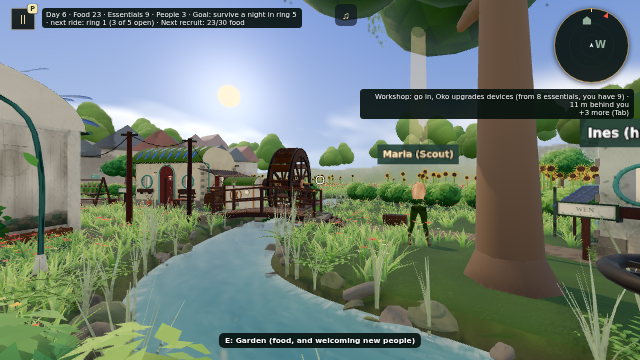 P
Day 6 · Food 23 · Essentials 9 · People 3 · Goal: survive a night in ring 5
· next ride: ring 1 (3 of 5 open) · Next recruit: 23/30 food
W
Workshop: go in, Oko upgrades devices (from 8 essentials, you have 9) ·
11 m behind you
+3 more (Tab)
Ines (h
Maria (Scout)
E: Garden (food, and welcoming new people)